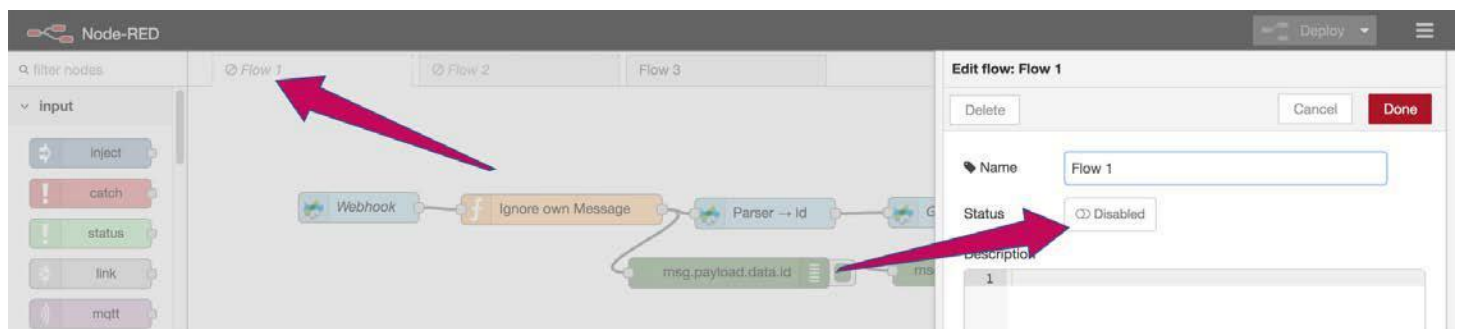 Node-RED
Deploy
filter nodes
Flow 1
Flow 2
Flow 3
Edit flow: Flow 1
input
Delete
Cancel
Done
inject
Name
Flow 1
catch
Webhook
Ignore own Message
Parser → Id
G
Status
Disabled
status
Description
link
msg.payload.data.id
ms
1
mqtt